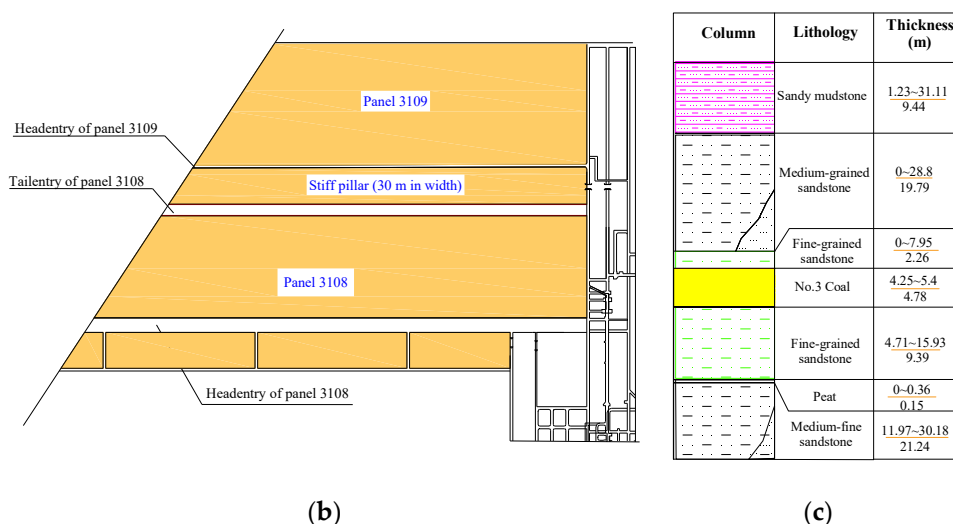 Panel 3109
Headentry of panel 3109
Stiff pillar (30 m in width)
Tailentry of panel 3108
Panel 3108
Headentry of panel 3108
(b)
Column Lithology Thickness
(m)
Sandy mudstone 1.23~31.11
9.44
Medium-grained
sandstone
0~28.8
19.79
Fine-grained
sandstone
0~7.95
2.26
No.3 Coal 4.25~5.4
4.78
Fine-grained
sandstone
4.71~15.93
9.39
Peat 0~0.36
0.15
Medium-fine
sandstone
11.97~30.18
21.24
(c)